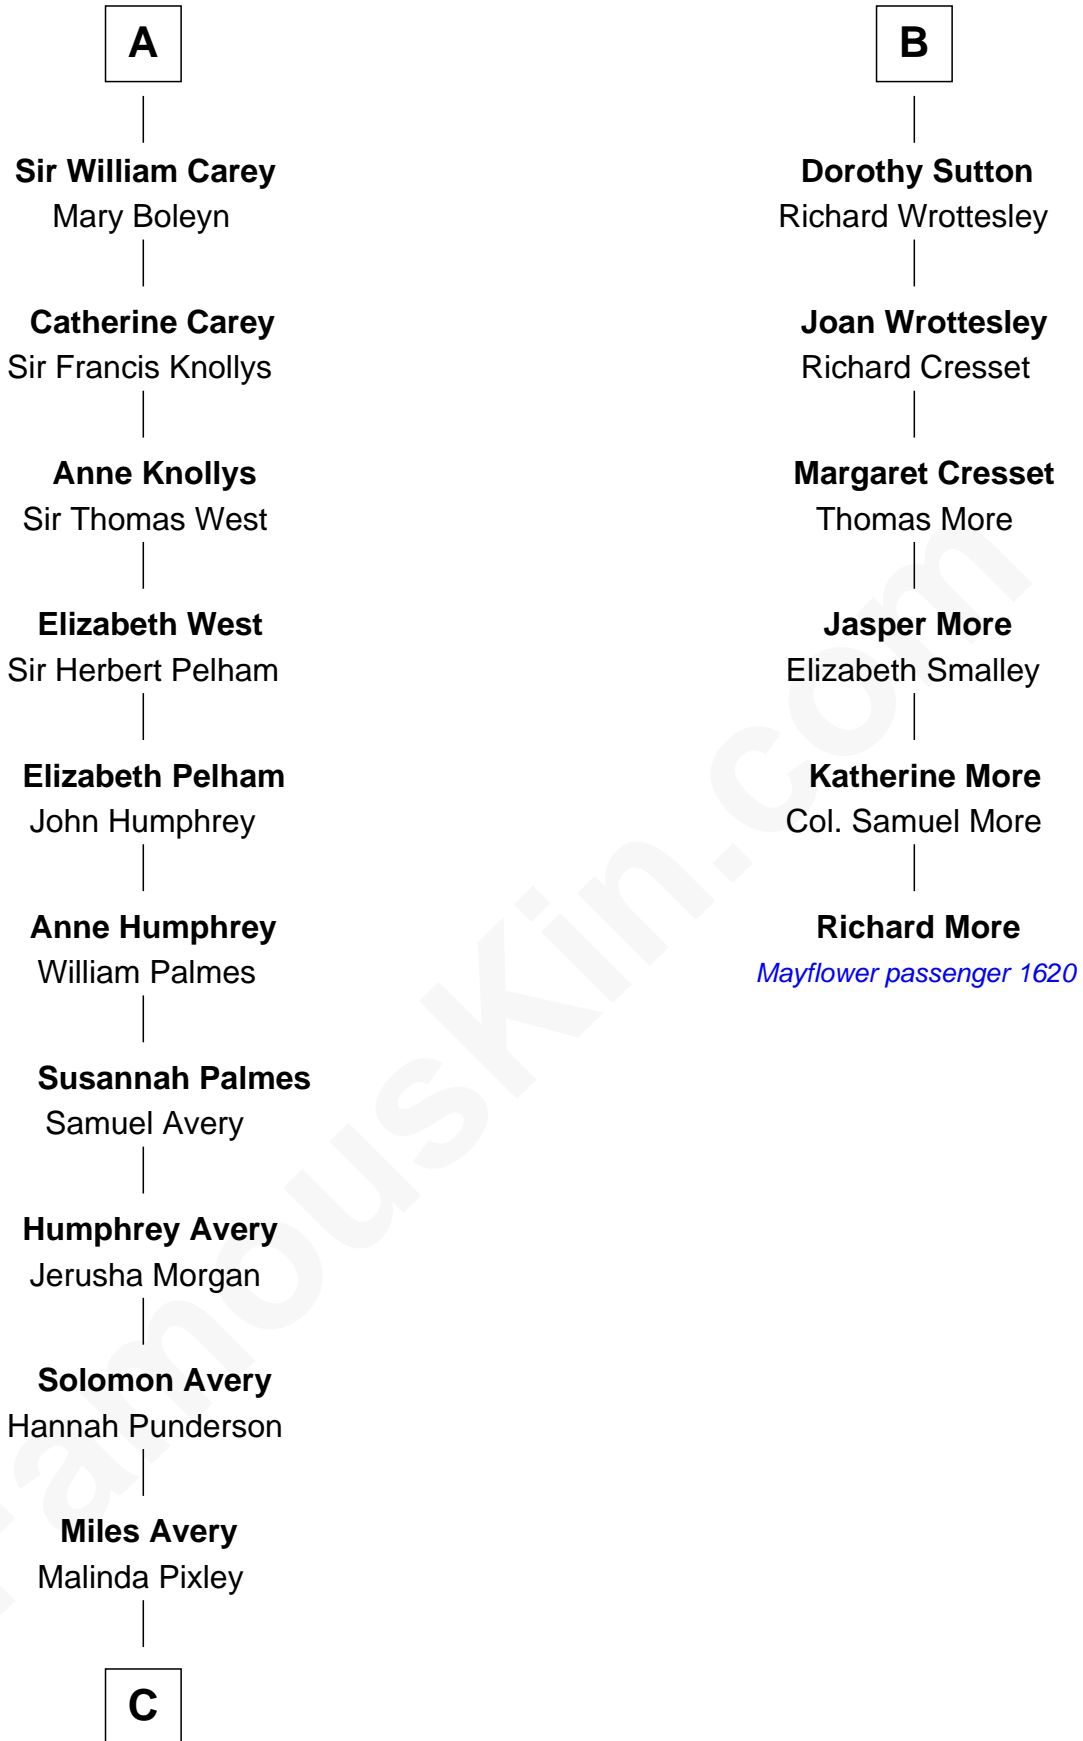 A
Sir William Carey
Mary Boleyn
Catherine Carey
Sir Francis Knollys
Anne Knollys
Sir Thomas West
Elizabeth West
Sir Herbert Pelham
Elizabeth Pelham
John Humphrey
Anne Humphrey
William Palmes
Susannah Palmes
Samuel Avery
Humphrey Avery
Jerusha Morgan
Solomon Avery
Hannah Punderson
Miles Avery
Malinda Pixley
C
B
Dorothy Sutton
Richard Wrottesley
Joan Wrottesley
Richard Cresset
Margaret Cresset
Thomas More
Jasper More
Elizabeth Smalley
Katherine More
Col. Samuel More
Richard More
Mayflower passenger 1620
FamousKin.com